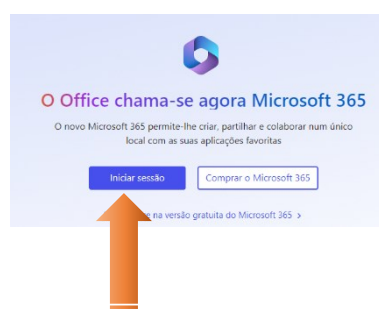 O Office chama-se agora Microsoft 365
O novo Microsoft 365 permite-lhe criar, partilhar e colaborar num único
local com as suas aplicações favoritas
Iniciar sessão
Comprar o Microsoft 365
na versão gratuita do Microsoft 365 >